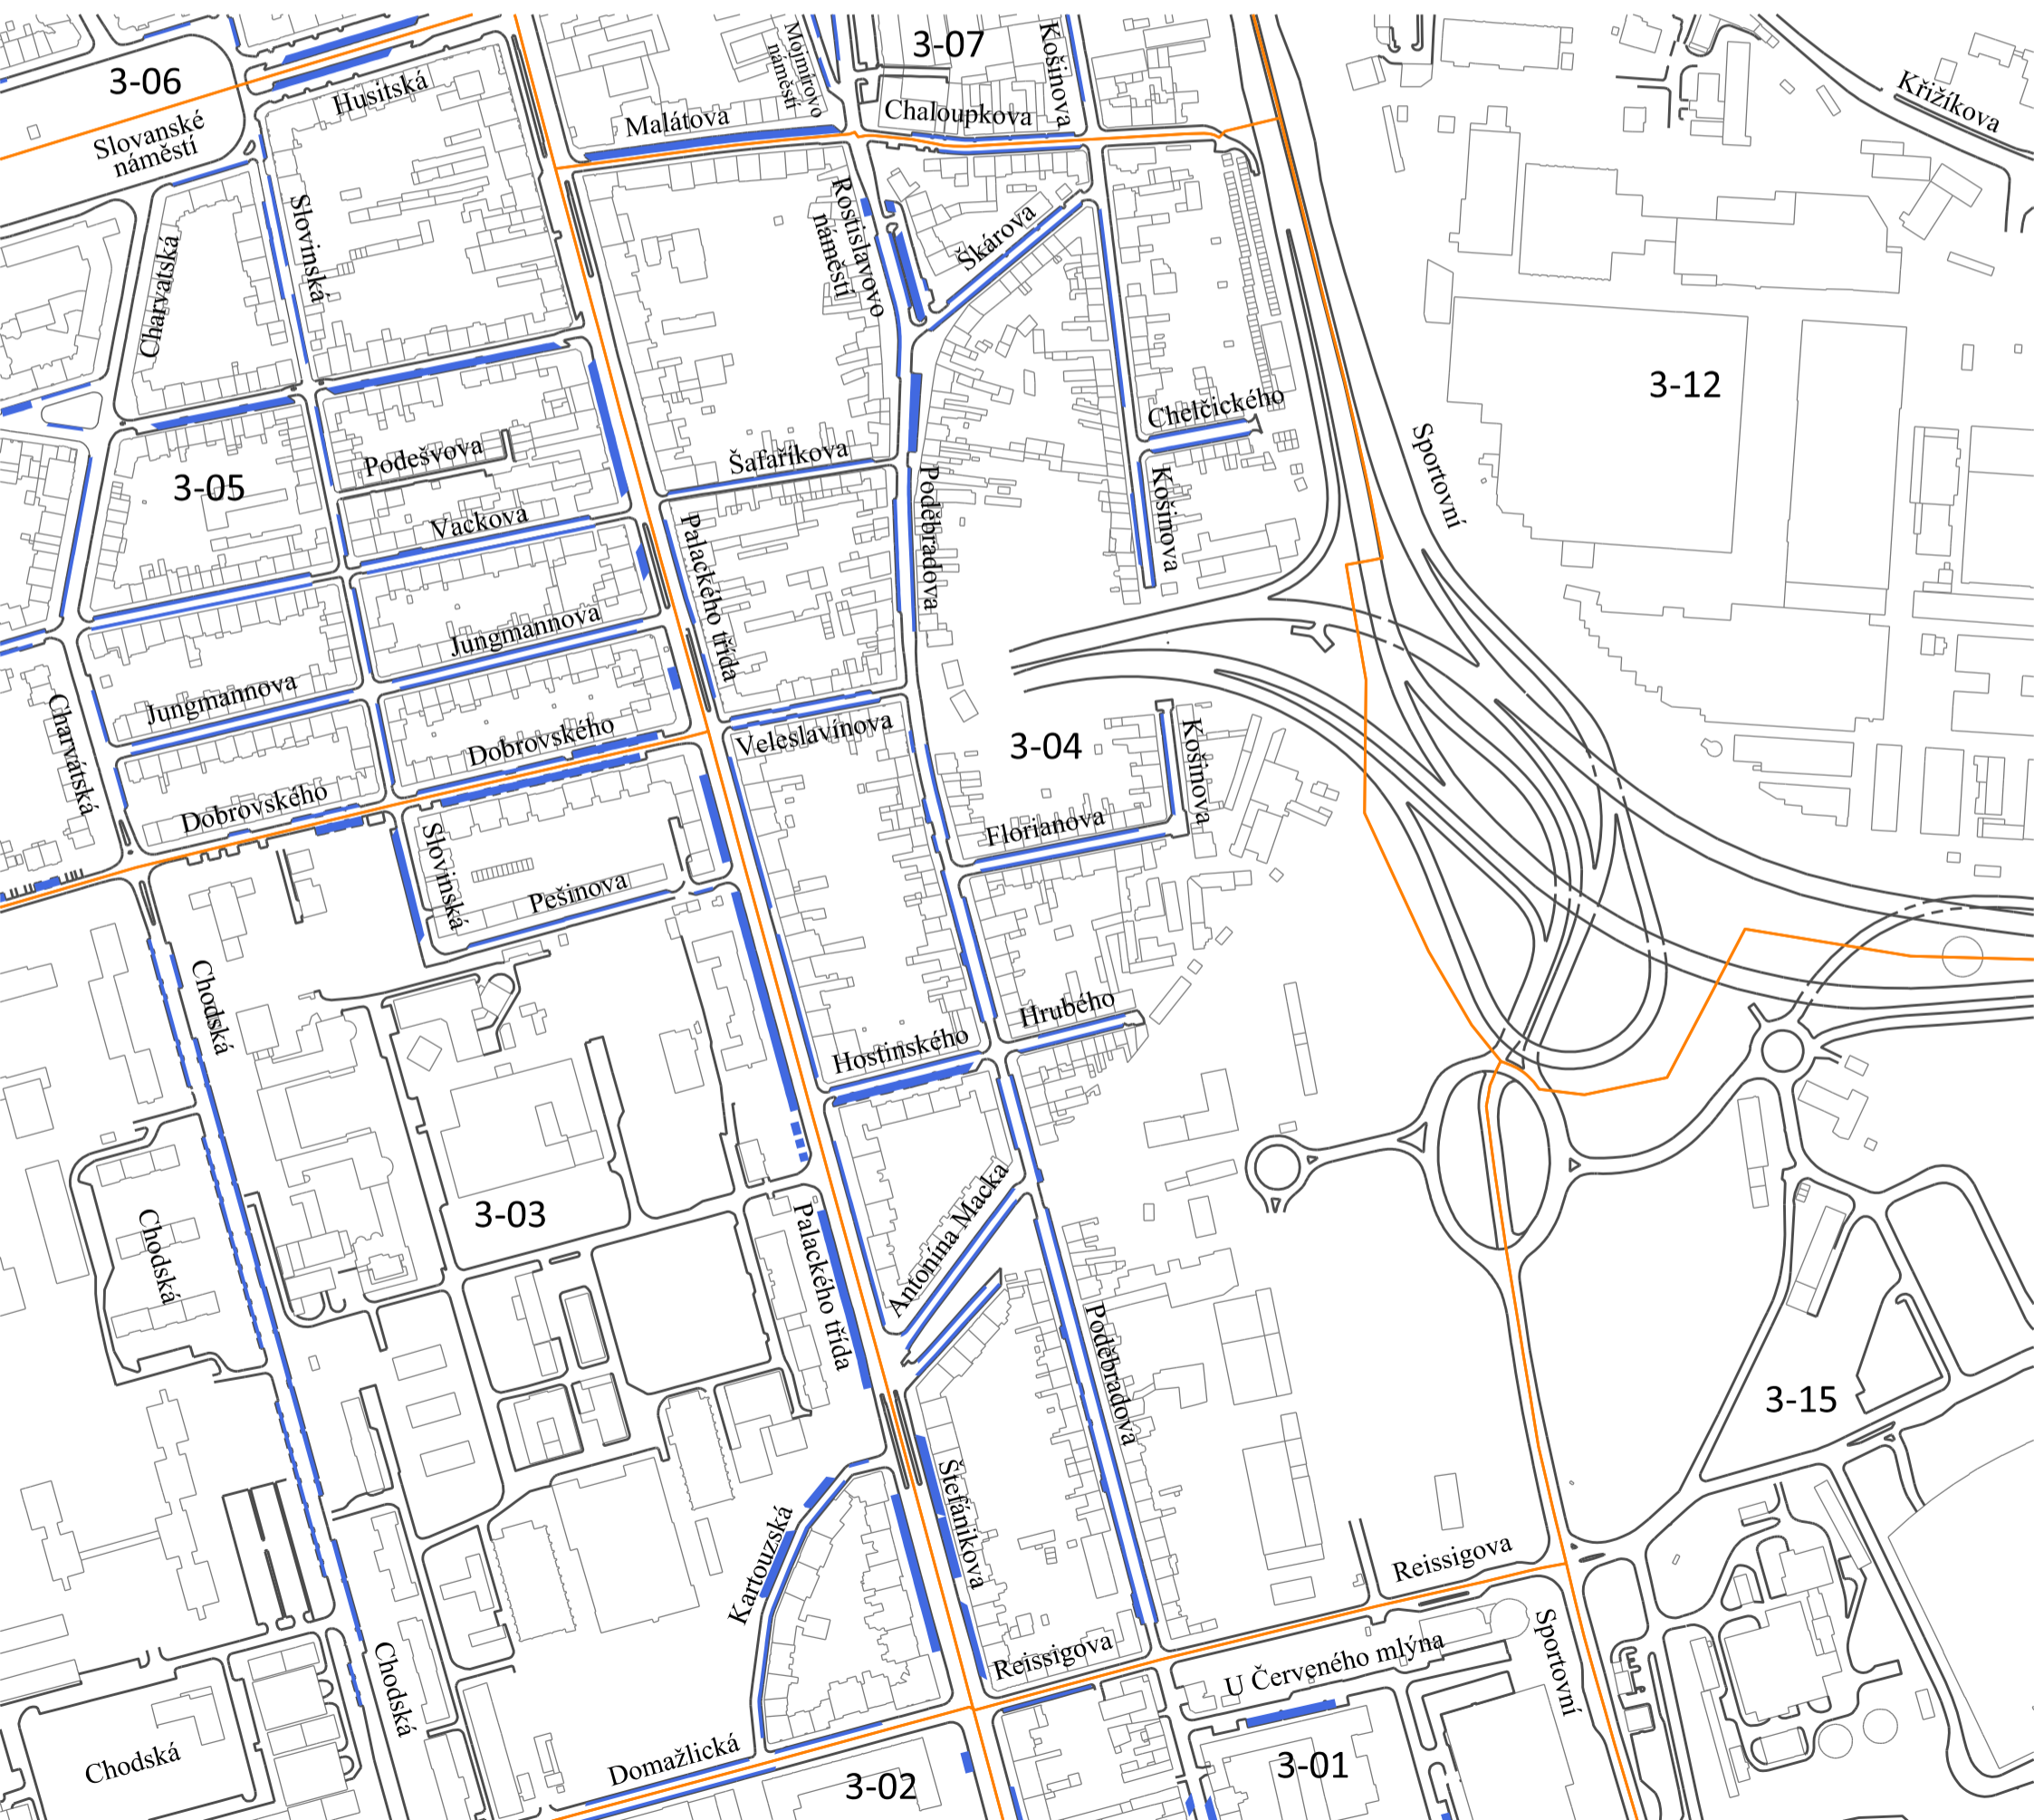 3-06
Slovanské
náměstí
Husitská
Malátova
Mojmírovo
náměstí
3-07
Chaloupkova
Košinova
Křižíkova
Charvatská
Slovinská
Rostislavovo
náměstí
Škárova
3-12
Sportovní
Chelčického
Košinova
3-05
Podešvova
Vackova
Šafaříkova
Palackého třída
Poděbradova
Jungmannova
Jungmannova
Charvátská
Dobrovského
Dobrovského
Veleslavínova
3-04
Košinova
Florianova
Slovinská
Pešinova
Chodská
Hrubého
Hostinského
Chodská
3-03
Palackého třída
Antonína Macka
Poděbradova
3-15
Štefánikova
Kartouzská
Reissigova
Reissigova
U Červeného mlýna
Sportovní
Chodská
Chodská
Domažlická
3-02
3-01